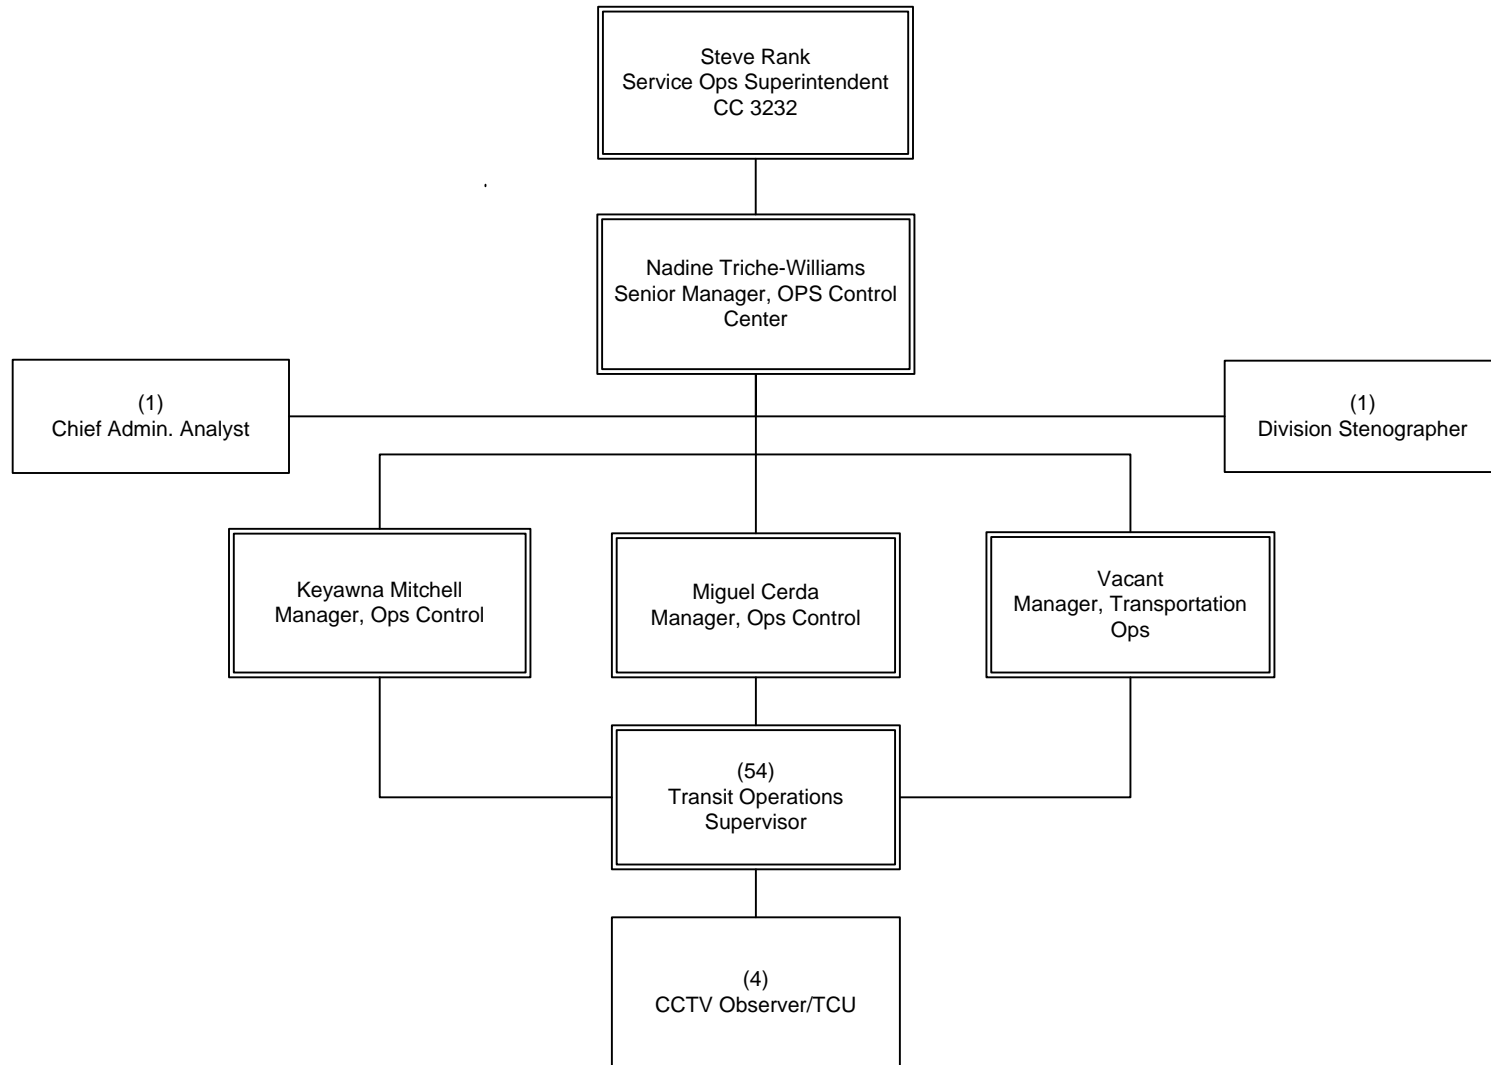 Steve Rank
Service Ops Superintendent
CC 3232
Nadine Triche-Williams
Senior Manager, OPS Control
Center
(1)
Chief Admin. Analyst
(1)
Division Stenographer
Keyawna Mitchell
Manager, Ops Control
Miguel Cerda
Manager, Ops Control
Vacant
Manager, Transportation
Ops
(54)
Transit Operations
Supervisor
(4)
CCTV Observer/TCU